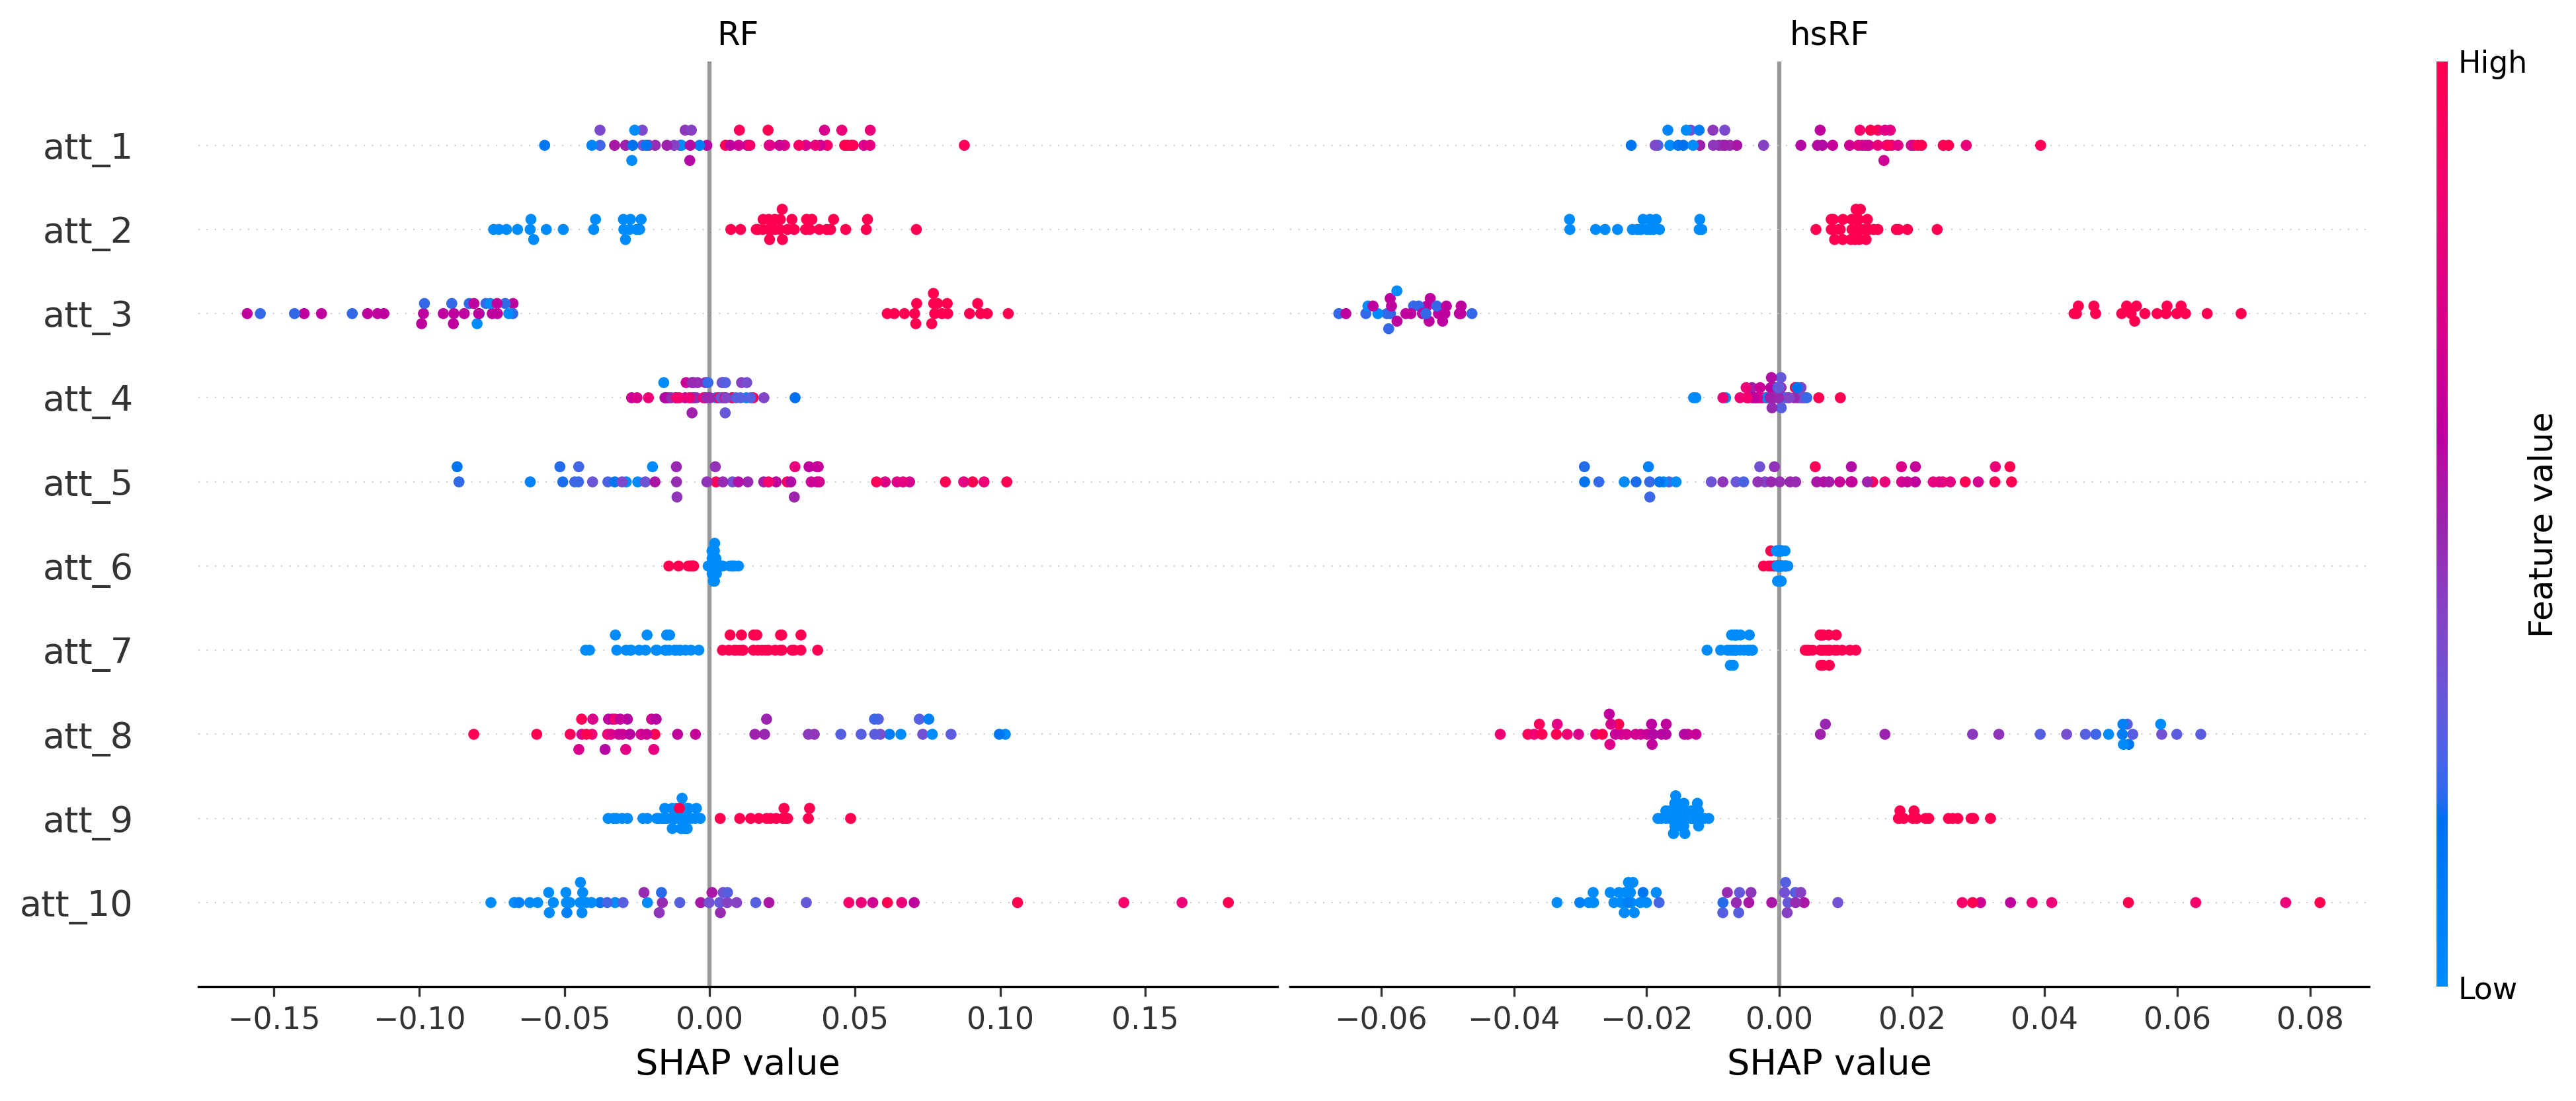 RF
hsRF
High
att_1
att_2
att_3
att_4
att_5
att_6
att_7
att_8
att_9
att_10
Feature value
Low
−0.15 −0.10 −0.05 0.00 0.05 0.10 0.15
−0.06 −0.04 −0.02 0.00 0.02 0.04 0.06 0.08
SHAP value
SHAP value